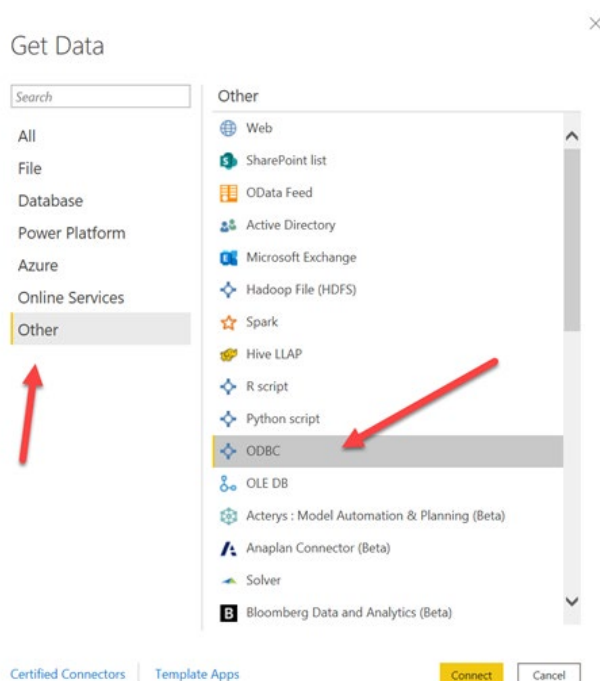 Get Data
Search
All
File
Database
Power Platform
Azure
Online Services
Other
Other
Web
SharePoint list
OData Feed
Active Directory
Microsoft Exchange
Hadoop File (HDFS)
Spark
Hive LLAP
R script
Python script
ODBC
OLE DB
Acterys : Model Automation & Planning (Beta)
Anaplan Connector (Beta)
Solver
Bloomberg Data and Analytics (Beta)
Certified Connectors
Template Apps
Connect
Cancel